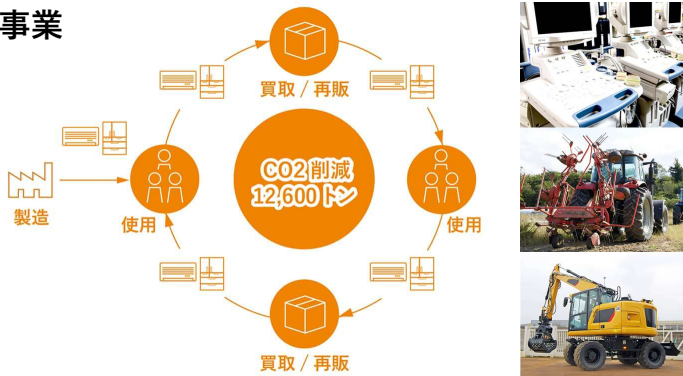 事業
買取 / 再販
CO2 削減
12,600 トン
製造
使用
使用
買取 / 再販